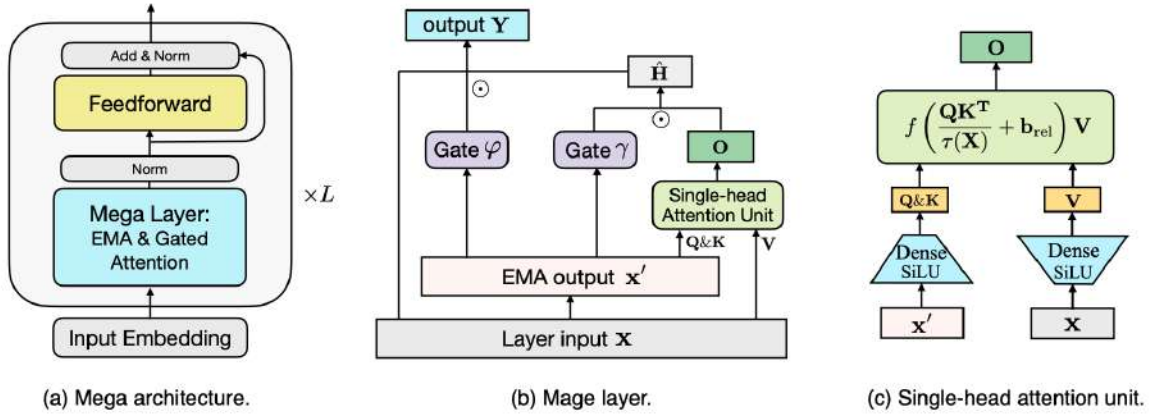 Add & Norm
Feedforward
Norm
Mega Layer:
EMA & Gated
Attention
×L
Input Embedding
(a) Mega architecture.
output Y
Ĥ
⊙
⊙
Gate φ
Gate γ
O
Single-head
Attention Unit
Q&K
V
EMA output x′
Layer input X
(b) Mage layer.
O
f(QK^T/τ(X) + b_rel) V
Q&K
V
Dense
SiLU
Dense
SiLU
x′
X
(c) Single-head attention unit.